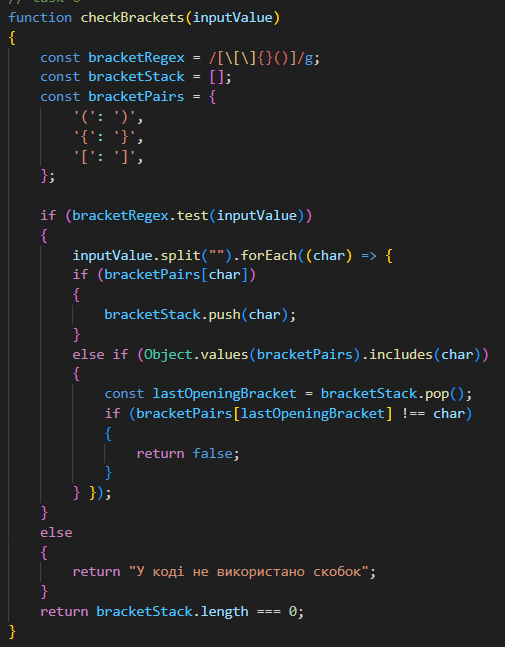 function checkBrackets(inputValue)
{
    const bracketRegex = /[\[\]{}()]/g;
    const bracketStack = [];
    const bracketPairs = {
        '(': ')',
        '{': '}',
        '[': ']',
    };
    if (bracketRegex.test(inputValue))
    {
        inputValue.split("").forEach((char) => {
        if (bracketPairs[char])
        {
            bracketStack.push(char);
        }
        else if (Object.values(bracketPairs).includes(char))
        {
            const lastOpeningBracket = bracketStack.pop();
            if (bracketPairs[lastOpeningBracket] !== char)
            {
                return false;
            }
        } });
    }
    else
    {
        return "У коді не використано скобок";
    }
    return bracketStack.length === 0;
}